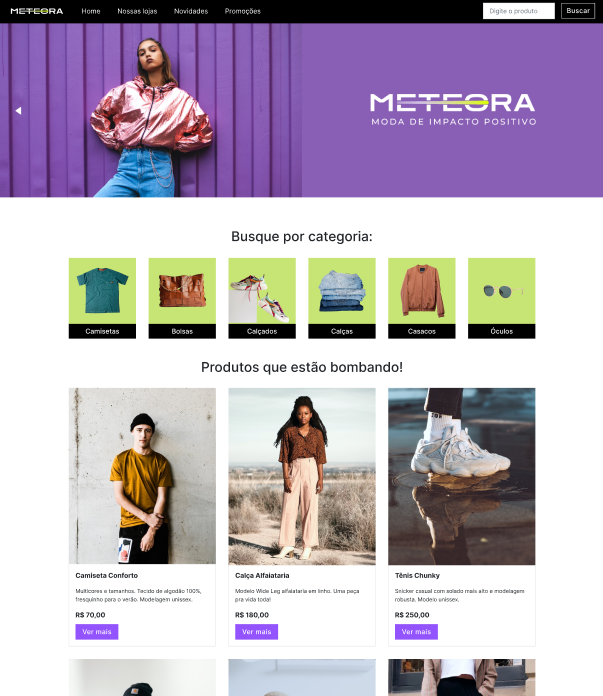 METEORA
Home
Nossas lojas
Novidades
Promoções
Digite o produto
Buscar
METEORA
MODA DE IMPACTO POSITIVO
Busque por categoria:
Camisetas
Bolsas
Calçados
Calças
Casacos
Óculos
Produtos que estão bombando!
Camiseta Conforto
Multicores e tamanhos. Tecido de algodão 100%,
fresquinho para o verão. Modelagem unissex.
R$ 70,00
Ver mais
Calça Alfaiataria
Modelo Wide Leg alfaiataria em linho. Uma peça
pra vida toda!
R$ 180,00
Ver mais
Tênis Chunky
Snicker casual com solado mais alto e modelagem
robusta. Modelo unissex.
R$ 250,00
Ver mais